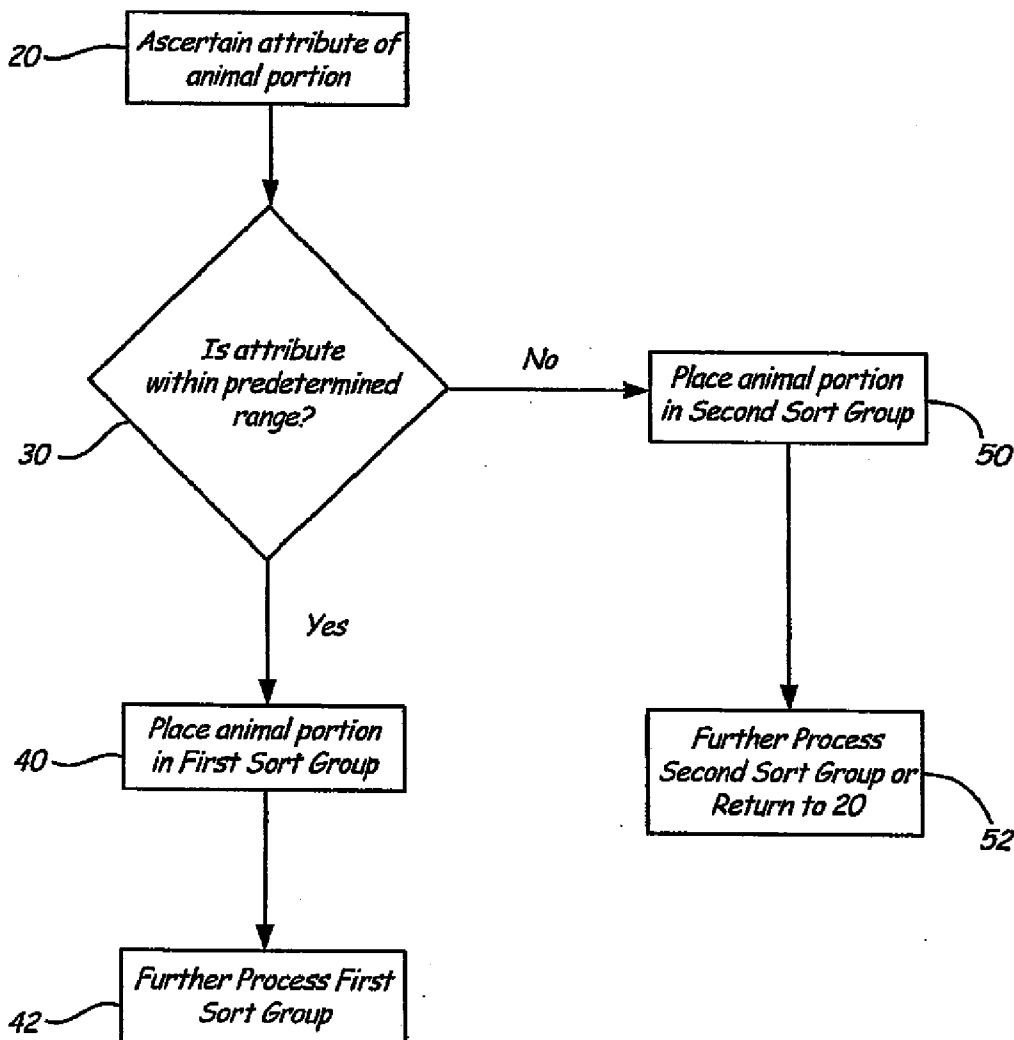 20
Ascertain attribute of
animal portion
Is attribute
within predetermined
range?
30
No
Place animal portion
in Second Sort Group
50
Yes
Place animal portion
in First Sort Group
40
Further Process
Second Sort Group or
Return to 20
52
Further Process First
Sort Group
42